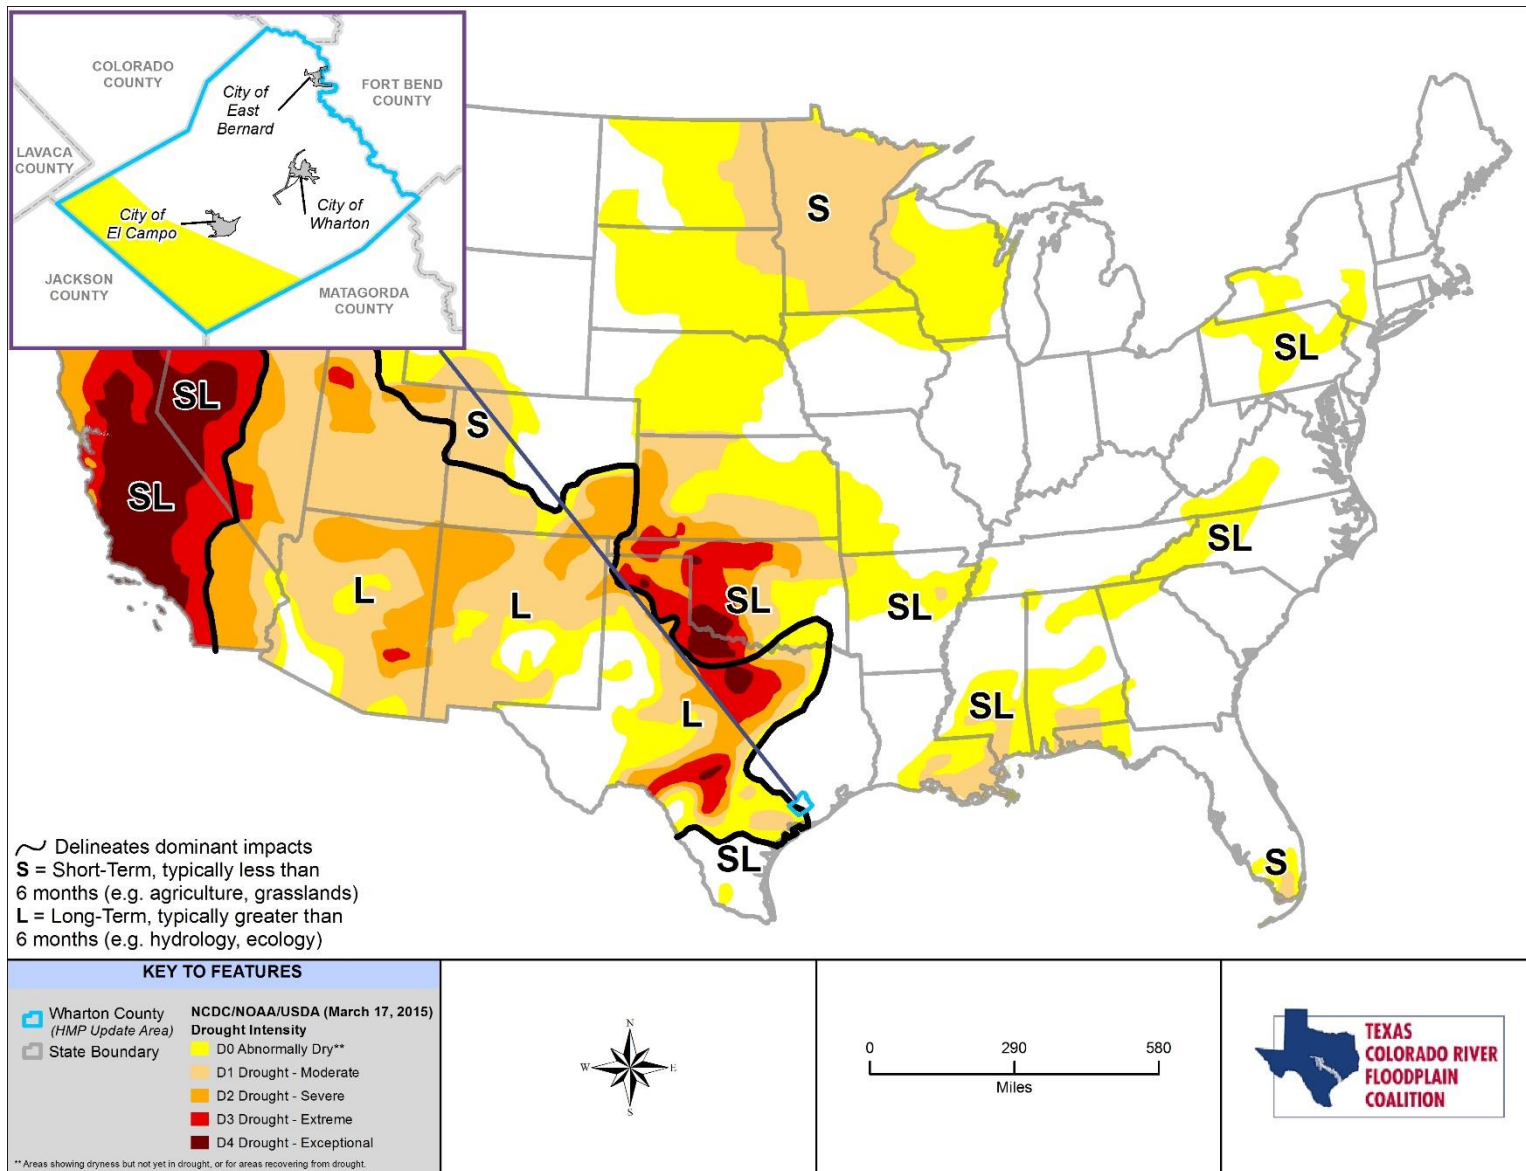 COLORADO
COUNTY
City of
East
Bernard
FORT BEND
COUNTY
LAVACA
COUNTY
City of
El Campo
City of
Wharton
JACKSON
COUNTY
MATAGORDA
COUNTY
S
SL
SL
S
SL
L
L
SL
SL
SL
L
SL
SL
S
Delineates dominant impacts
S = Short-Term, typically less than
6 months (e.g. agriculture, grasslands)
L = Long-Term, typically greater than
6 months (e.g. hydrology, ecology)
KEY TO FEATURES
Wharton County
(HMP Update Area)
State Boundary
NCDC/NOAA/USDA (March 17, 2015)
Drought Intensity
D0 Abnormally Dry**
D1 Drought - Moderate
D2 Drought - Severe
D3 Drought - Extreme
D4 Drought - Exceptional
** Areas showing dryness but not yet in drought, or for areas recovering from drought.
N
W E
S
0 290 580
Miles
TEXAS
COLORADO RIVER
FLOODPLAIN
COALITION